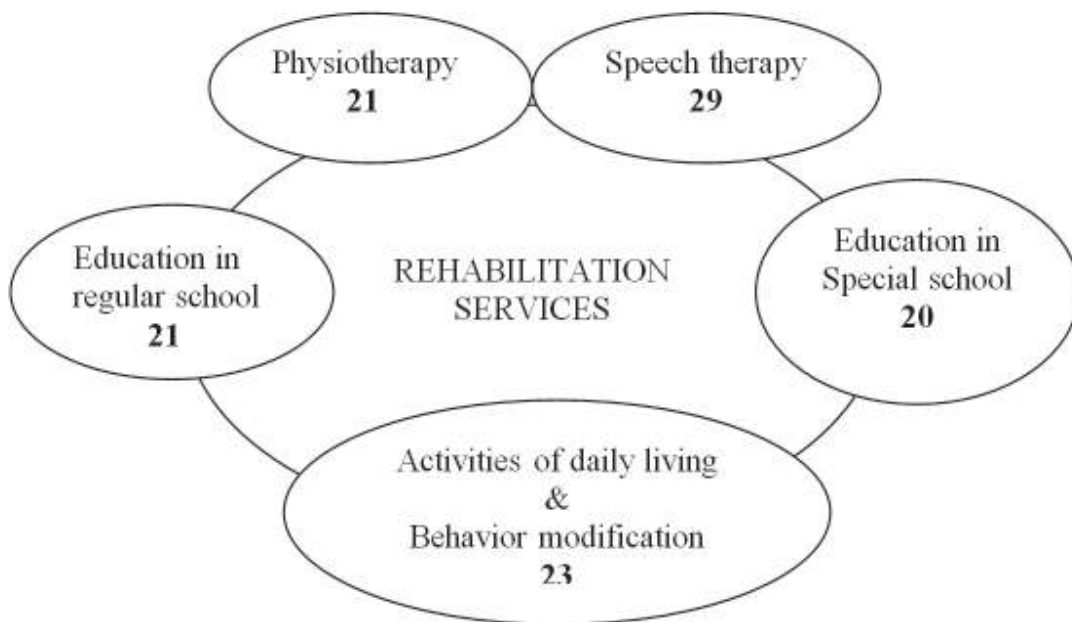 Physiotherapy
21
Speech therapy
29
Education in
regular school
21
REHABILITATION
SERVICES
Education in
Special school
20
Activities of daily living
&
Behavior modification
23